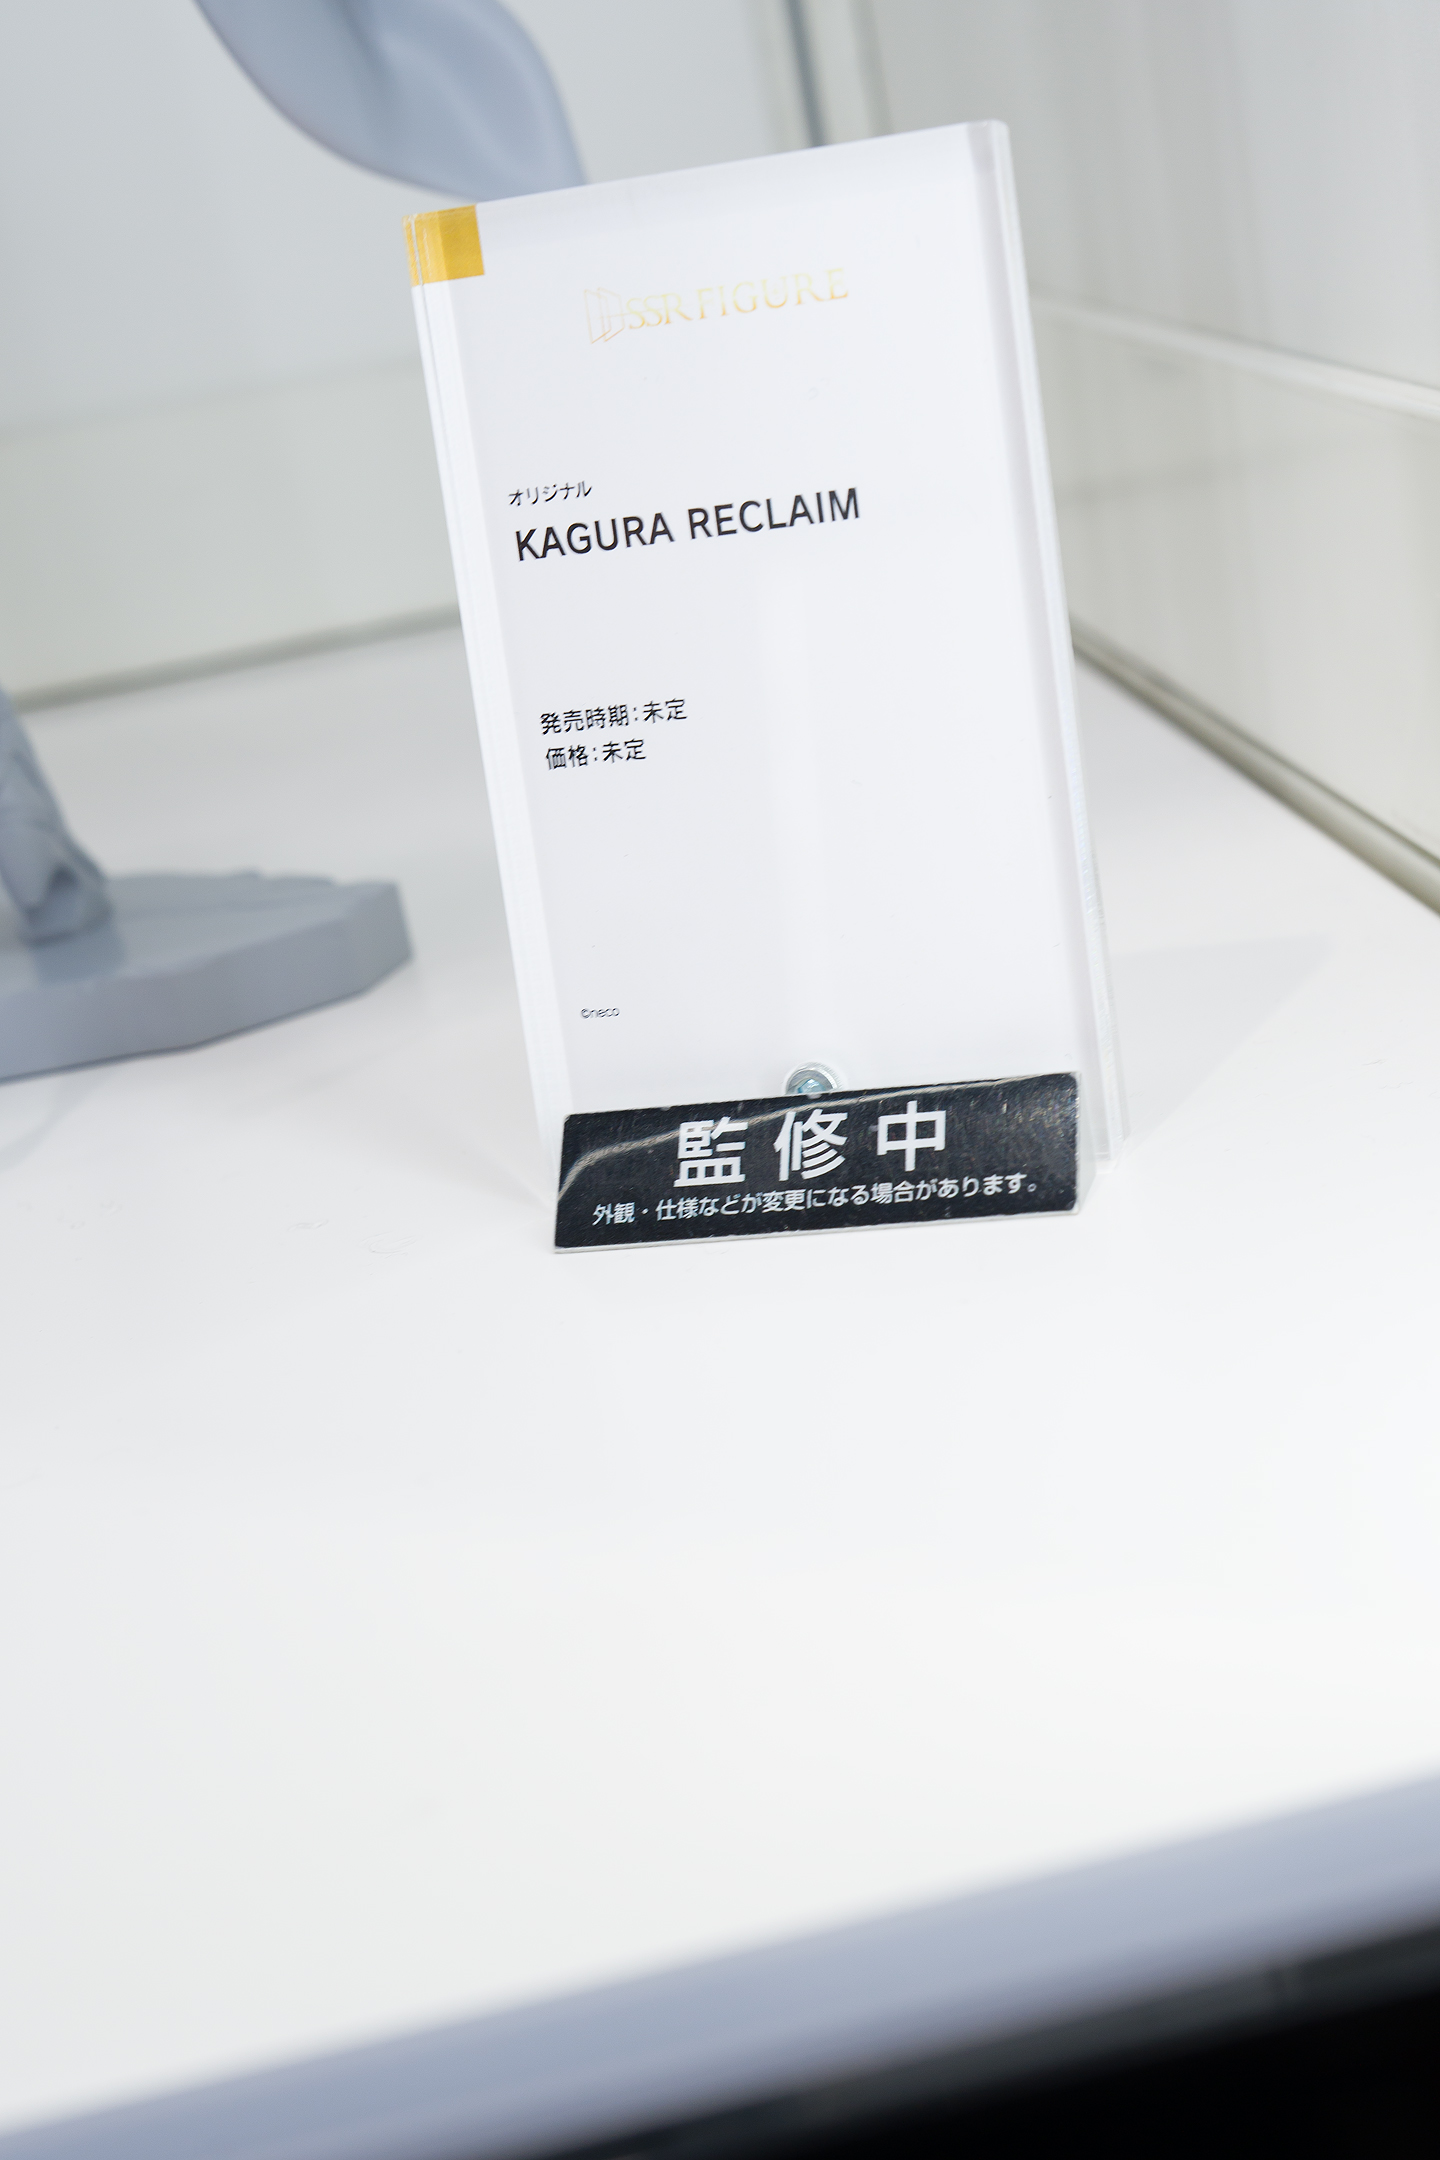 SSR FIGURE
オリジナル
KAGURA RECLAIM
発売時期：未定
価格：未定
©neco
監修中
外観・仕様などが変更になる場合があります。